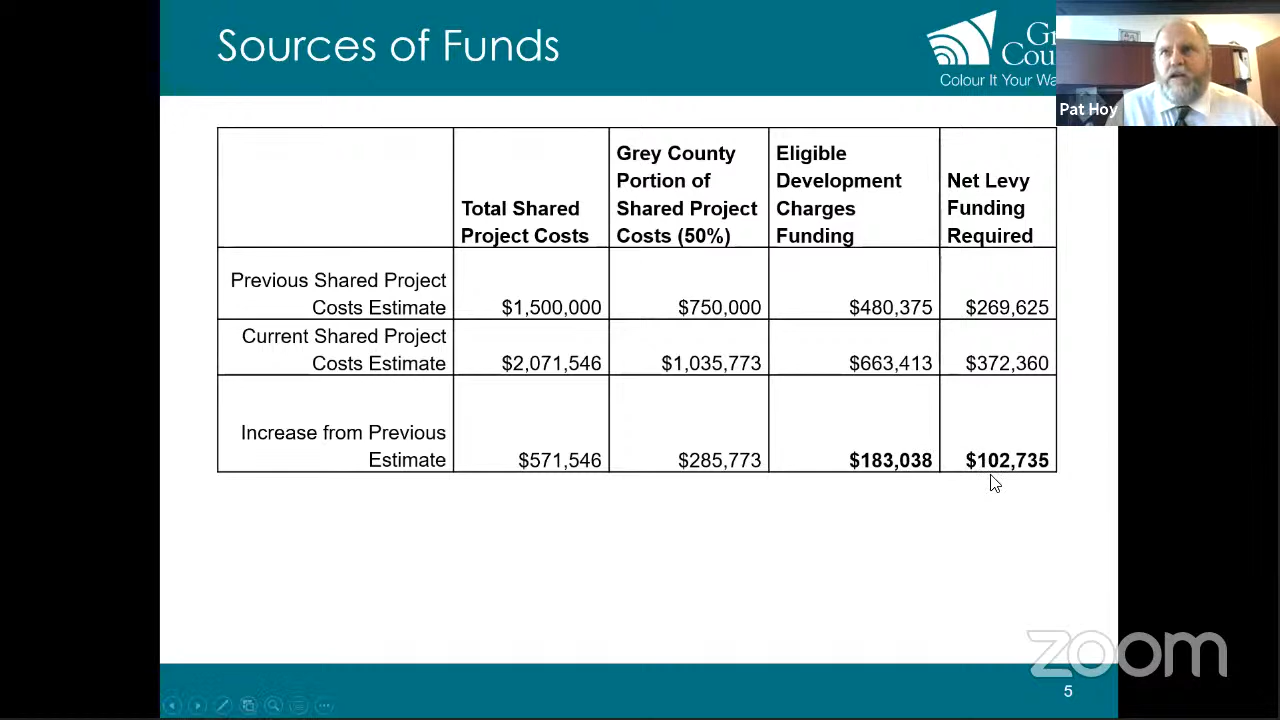 Sources of Funds
Gre
Cou
Colour It Your Wa
Pat Hoy
Total Shared
Project Costs
Grey County
Portion of
Shared Project
Costs (50%)
Eligible
Development
Charges
Funding
Net Levy
Funding
Required
Previous Shared Project
Costs Estimate
$1,500,000
$750,000
$480,375
$269,625
Current Shared Project
Costs Estimate
$2,071,546
$1,035,773
$663,413
$372,360
Increase from Previous
Estimate
$571,546
$285,773
$183,038
$102,735
zoom
5